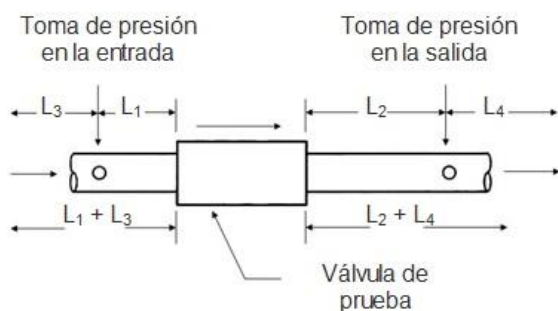 Toma de presión
en la entrada
Toma de presión
en la salida
L3
L1
L2
L4
L1 + L3
L2 + L4
Válvula de
prueba